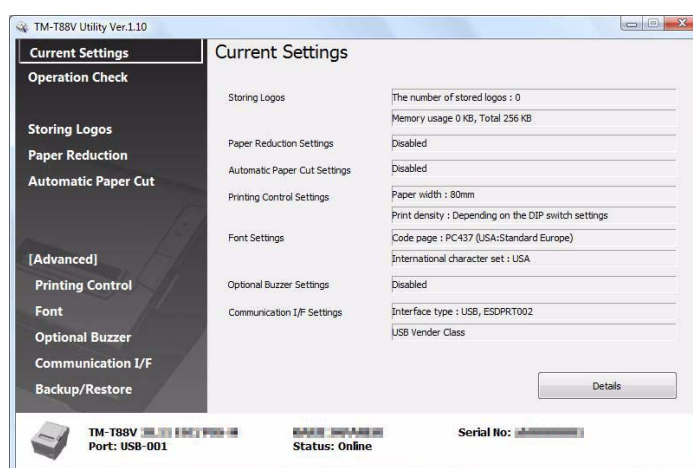 TM-T88V Utility Ver.1.10
Current Settings
Operation Check
Storing Logos
Paper Reduction
Automatic Paper Cut
[Advanced]
Printing Control
Font
Optional Buzzer
Communication I/F
Backup/Restore
Current Settings
Storing Logos The number of stored logos : 0
Memory usage 0 KB, Total 256 KB
Paper Reduction Settings Disabled
Automatic Paper Cut Settings Disabled
Printing Control Settings Paper width : 80mm
Print density : Depending on the DIP switch settings
Font Settings Code page : PC437 (USA:Standard Europe)
International character set : USA
Optional Buzzer Settings Disabled
Communication I/F Settings Interface type : USB, ESDPRT002
USB Vender Class
Details
TM-T88V Serial No:
Port: USB-001 Status: Online